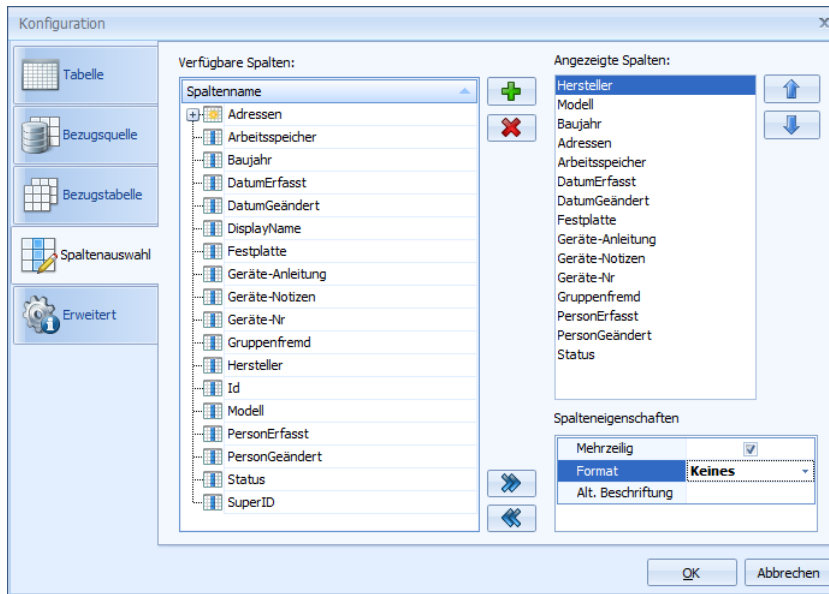 Konfiguration
Tabelle
Bezugsquelle
Bezugstabelle
Spaltenauswahl
Erweitert
Verfügbare Spalten:
Spaltenname
Adressen
Arbeitsspeicher
Baujahr
DatumErfasst
DatumGeändert
DisplayName
Festplatte
Geräte-Anleitung
Geräte-Notizen
Geräte-Nr
Gruppenfremd
Hersteller
Id
Modell
PersonErfasst
PersonGeändert
Status
SuperID
Angezeigte Spalten:
Hersteller
Modell
Baujahr
Adressen
Arbeitsspeicher
DatumErfasst
DatumGeändert
Festplatte
Geräte-Anleitung
Geräte-Notizen
Geräte-Nr
Gruppenfremd
PersonErfasst
PersonGeändert
Status
Spalteneigenschaften
Mehrzeilig
Format Keines
Alt. Beschriftung
OK Abbrechen